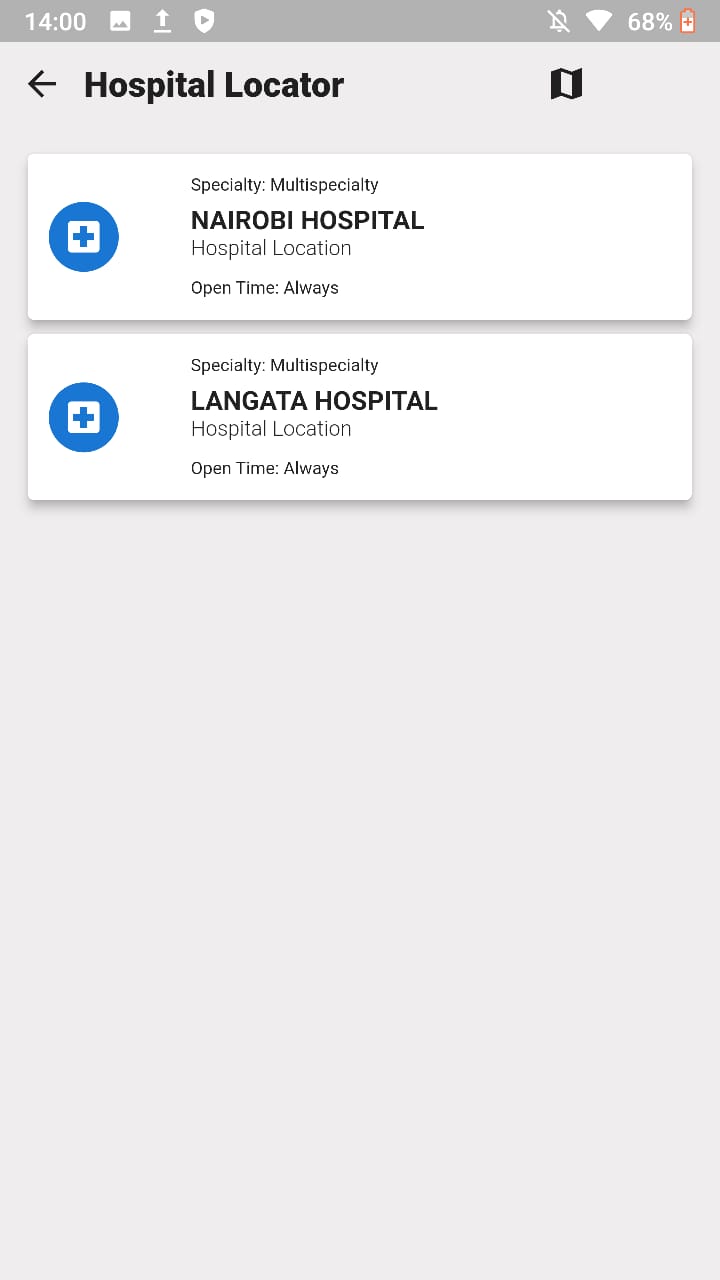 14:00 68%
Hospital Locator
Specialty: Multispecialty
NAIROBI HOSPITAL
Hospital Location
Open Time: Always
Specialty: Multispecialty
LANGATA HOSPITAL
Hospital Location
Open Time: Always